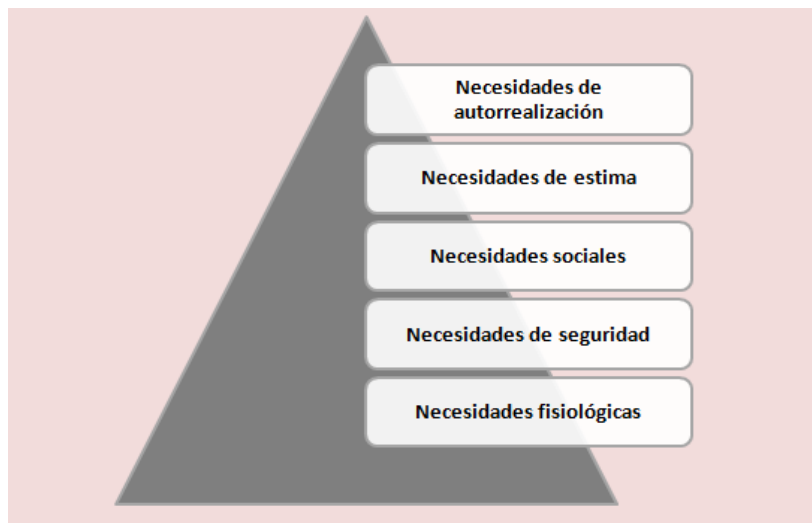 Necesidades de
autorrealización
Necesidades de estima
Necesidades sociales
Necesidades de seguridad
Necesidades fisiológicas